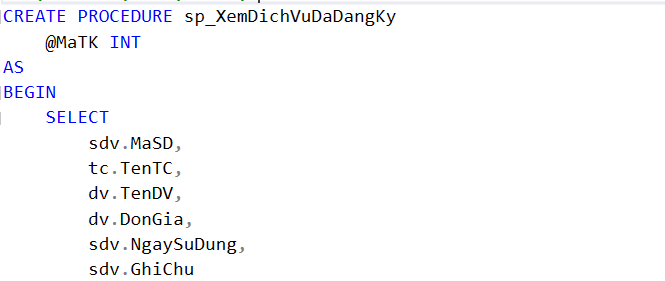 CREATE PROCEDURE sp_XemDichVuDaDangKy
    @MaTK INT
AS
BEGIN
    SELECT
        sdv.MaSD,
        tc.TenTC,
        dv.TenDV,
        dv.DonGia,
        sdv.NgaySuDung,
        sdv.GhiChu